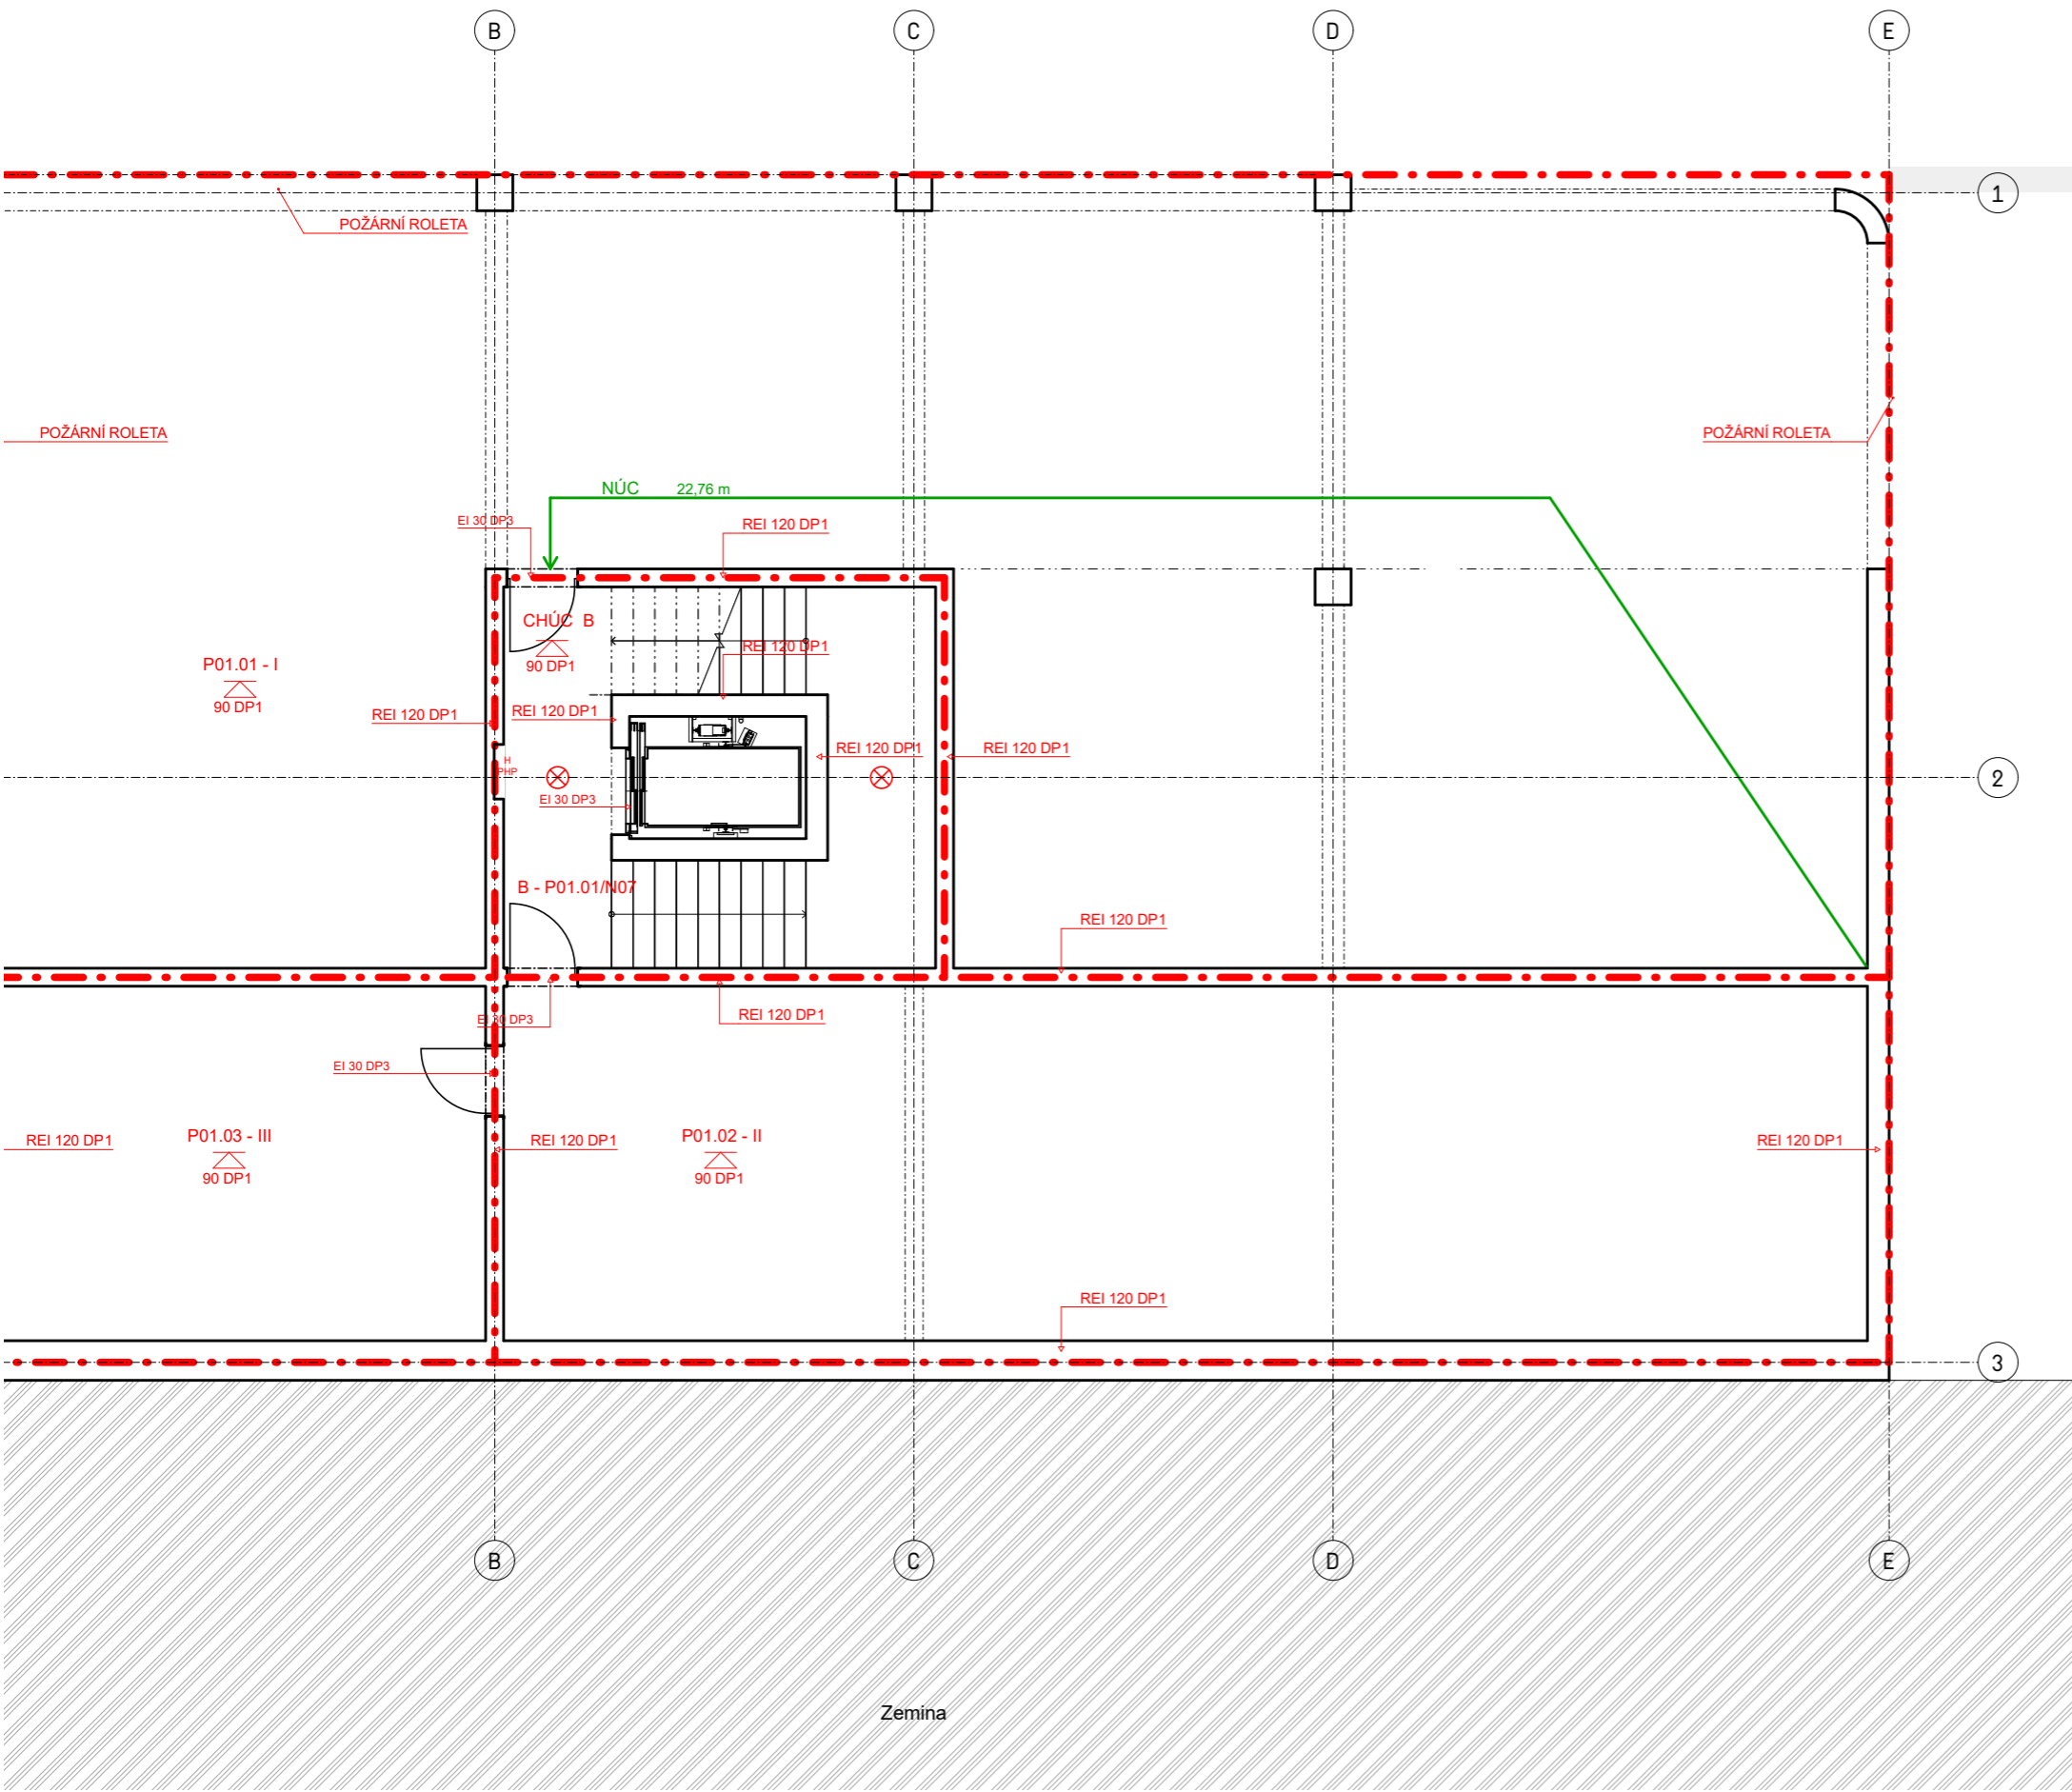 B
C
D
E
1
POŽÁRNÍ ROLETA
POŽÁRNÍ ROLETA
POŽÁRNÍ ROLETA
NÚC 22,76 m
EI 30 DP3
REI 120 DP1
CHÚC B
90 DP1
REI 120 DP1
P01.01 - I
90 DP1
REI 120 DP1
REI 120 DP1
REI 120 DP1
REI 120 DP1
H
PHP
2
EI 30 DP3
B - P01.01/N07
REI 120 DP1
REI 120 DP1
EI 30 DP3
EI 30 DP3
P01.03 - III
90 DP1
P01.02 - II
90 DP1
REI 120 DP1
REI 120 DP1
REI 120 DP1
REI 120 DP1
3
B
C
D
E
Zemina